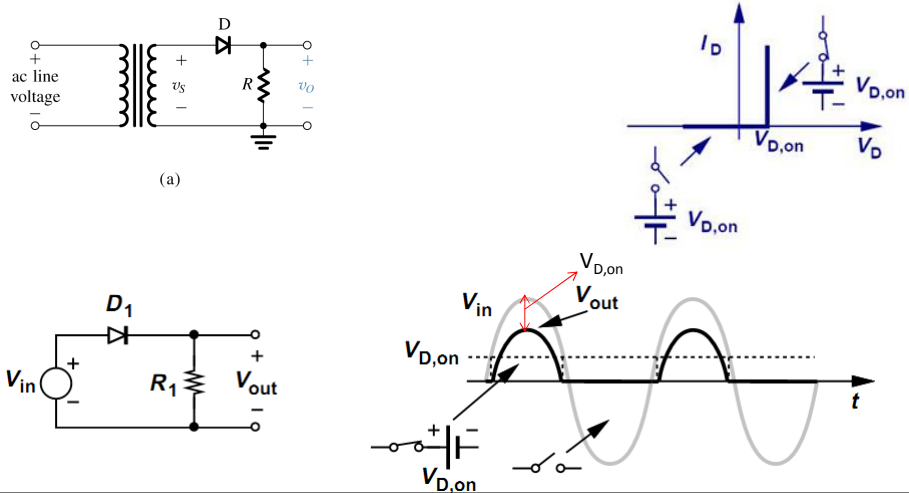 D
+
ac line
voltage
−
+
v_S
−
R
+
v_O
−
(a)
I_D
+
V_D,on
−
V_D,on
V_D
+
V_D,on
−
D_1
V_in
+
−
R_1
+
V_out
−
V_D,on
V_in
V_out
V_D,on
t
+ −
V_D,on